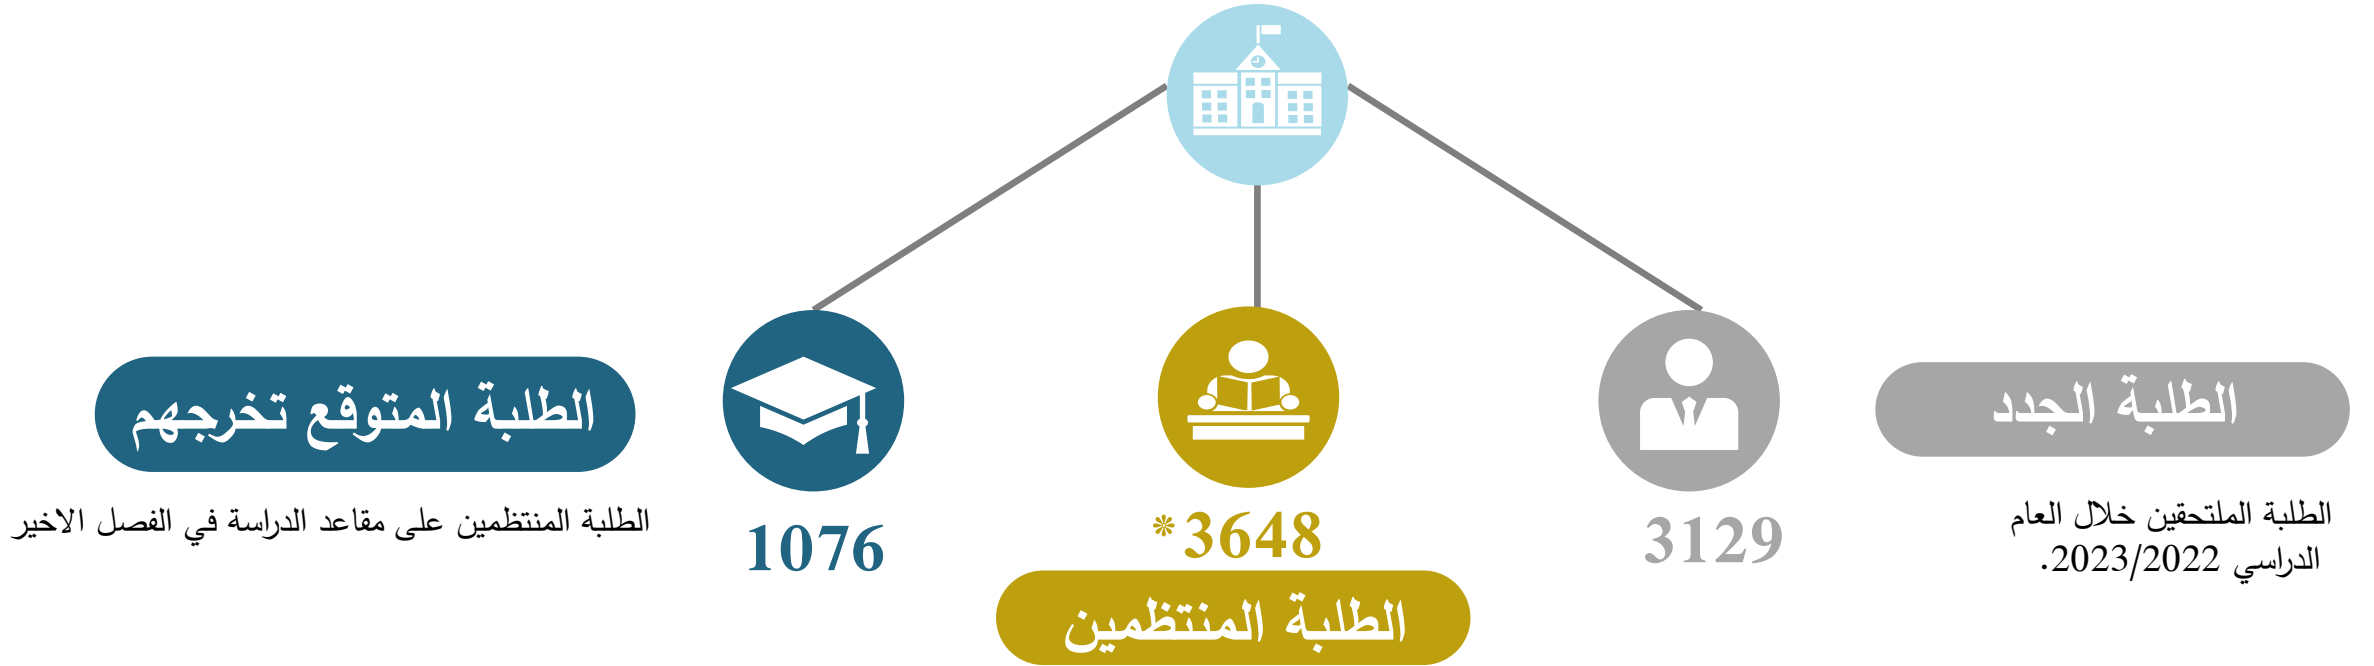 الطلبة الجدد
الطلبة الملتحقين خلال العام
الدراسي 2023/2022.
3129
3648*
الطلبة المنتظمين
1076
الطلبة المتوقع تخرجهم
الطلبة المنتظمين على مقاعد الدراسة في الفصل الاخير